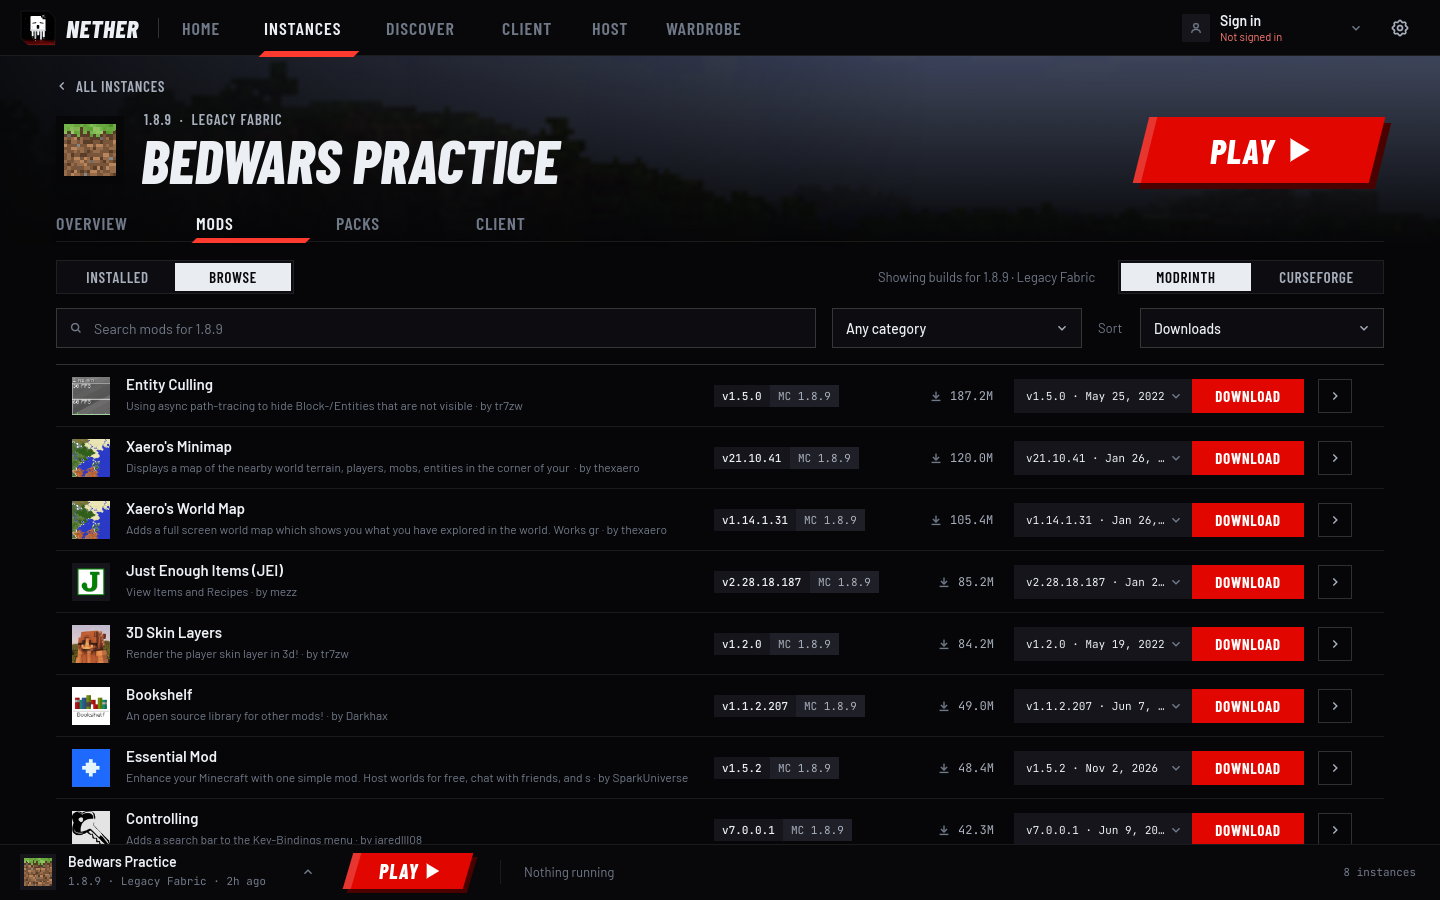 NETHER
HOME
INSTANCES
DISCOVER
CLIENT
HOST
WARDROBE
Sign in
Not signed in
ALL INSTANCES
1.8.9 · LEGACY FABRIC
BEDWARS PRACTICE
PLAY
OVERVIEW
MODS
PACKS
CLIENT
INSTALLED
BROWSE
Showing builds for 1.8.9 · Legacy Fabric
MODRINTH
CURSEFORGE
Search mods for 1.8.9
Any category
Sort
Downloads
Entity Culling
Using async path-tracing to hide Block-/Entities that are not visible · by tr7zw
v1.5.0 MC 1.8.9
187.2M
v1.5.0 · May 25, 2022
DOWNLOAD
Xaero's Minimap
Displays a map of the nearby world terrain, players, mobs, entities in the corner of your · by thexaero
v21.10.41 MC 1.8.9
120.0M
v21.10.41 · Jan 26, …
DOWNLOAD
Xaero's World Map
Adds a full screen world map which shows you what you have explored in the world. Works gr · by thexaero
v1.14.1.31 MC 1.8.9
105.4M
v1.14.1.31 · Jan 26,…
DOWNLOAD
J
Just Enough Items (JEI)
View Items and Recipes · by mezz
v2.28.18.187 MC 1.8.9
85.2M
v2.28.18.187 · Jan 2…
DOWNLOAD
3D Skin Layers
Render the player skin layer in 3d! · by tr7zw
v1.2.0 MC 1.8.9
84.2M
v1.2.0 · May 19, 2022
DOWNLOAD
Bookshelf
Bookshelf
An open source library for other mods! · by Darkhax
v1.1.2.207 MC 1.8.9
49.0M
v1.1.2.207 · Jun 7, …
DOWNLOAD
Essential Mod
Enhance your Minecraft with one simple mod. Host worlds for free, chat with friends, and s · by SparkUniverse
v1.5.2 MC 1.8.9
48.4M
v1.5.2 · Nov 2, 2026
DOWNLOAD
Controlling
Adds a search bar to the Key-Bindings menu · by jaredlll08
v7.0.0.1 MC 1.8.9
42.3M
v7.0.0.1 · Jun 9, 20…
DOWNLOAD
Bedwars Practice
1.8.9 · Legacy Fabric · 2h ago
PLAY
Nothing running
8 instances